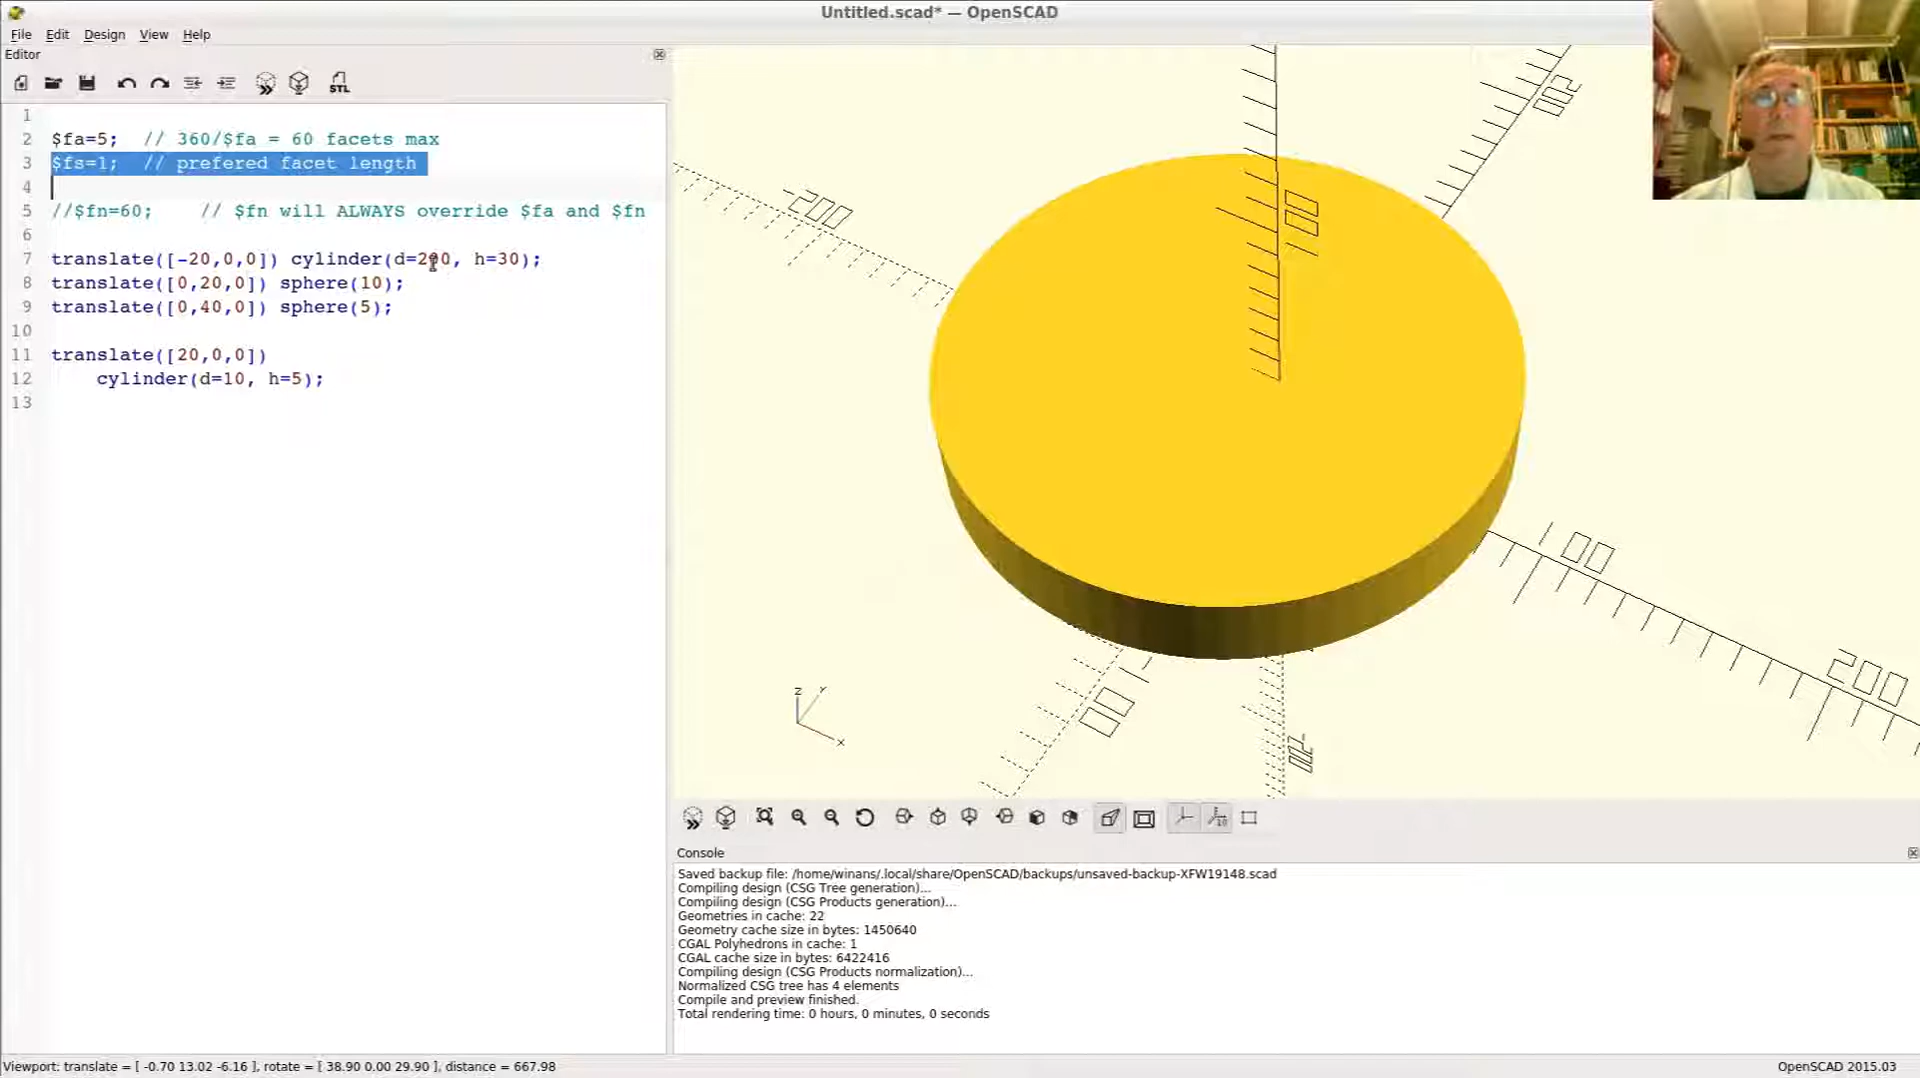 Untitled.scad* — OpenSCAD
File Edit Design View Help
Editor
STL
1
2 $fa=5; // 360/$fa = 60 facets max
3 $fs=1; // prefered facet length
4
5 //$fn=60; // $fn will ALWAYS override $fa and $fn
6
7 translate([-20,0,0]) cylinder(d=200, h=30);
8 translate([0,20,0]) sphere(10);
9 translate([0,40,0]) sphere(5);
10
11 translate([20,0,0])
12 cylinder(d=10, h=5);
13
-200
200
100
100
200
z
y
x
10
Console
Saved backup file: /home/winans/.local/share/OpenSCAD/backups/unsaved-backup-XFW19148.scad
Compiling design (CSG Tree generation)...
Compiling design (CSG Products generation)...
Geometries in cache: 22
Geometry cache size in bytes: 1450640
CGAL Polyhedrons in cache: 1
CGAL cache size in bytes: 6422416
Compiling design (CSG Products normalization)...
Normalized CSG tree has 4 elements
Compile and preview finished.
Total rendering time: 0 hours, 0 minutes, 0 seconds
Viewport: translate = [ -0.70 13.02 -6.16 ], rotate = [ 38.90 0.00 29.90 ], distance = 667.98
OpenSCAD 2015.03